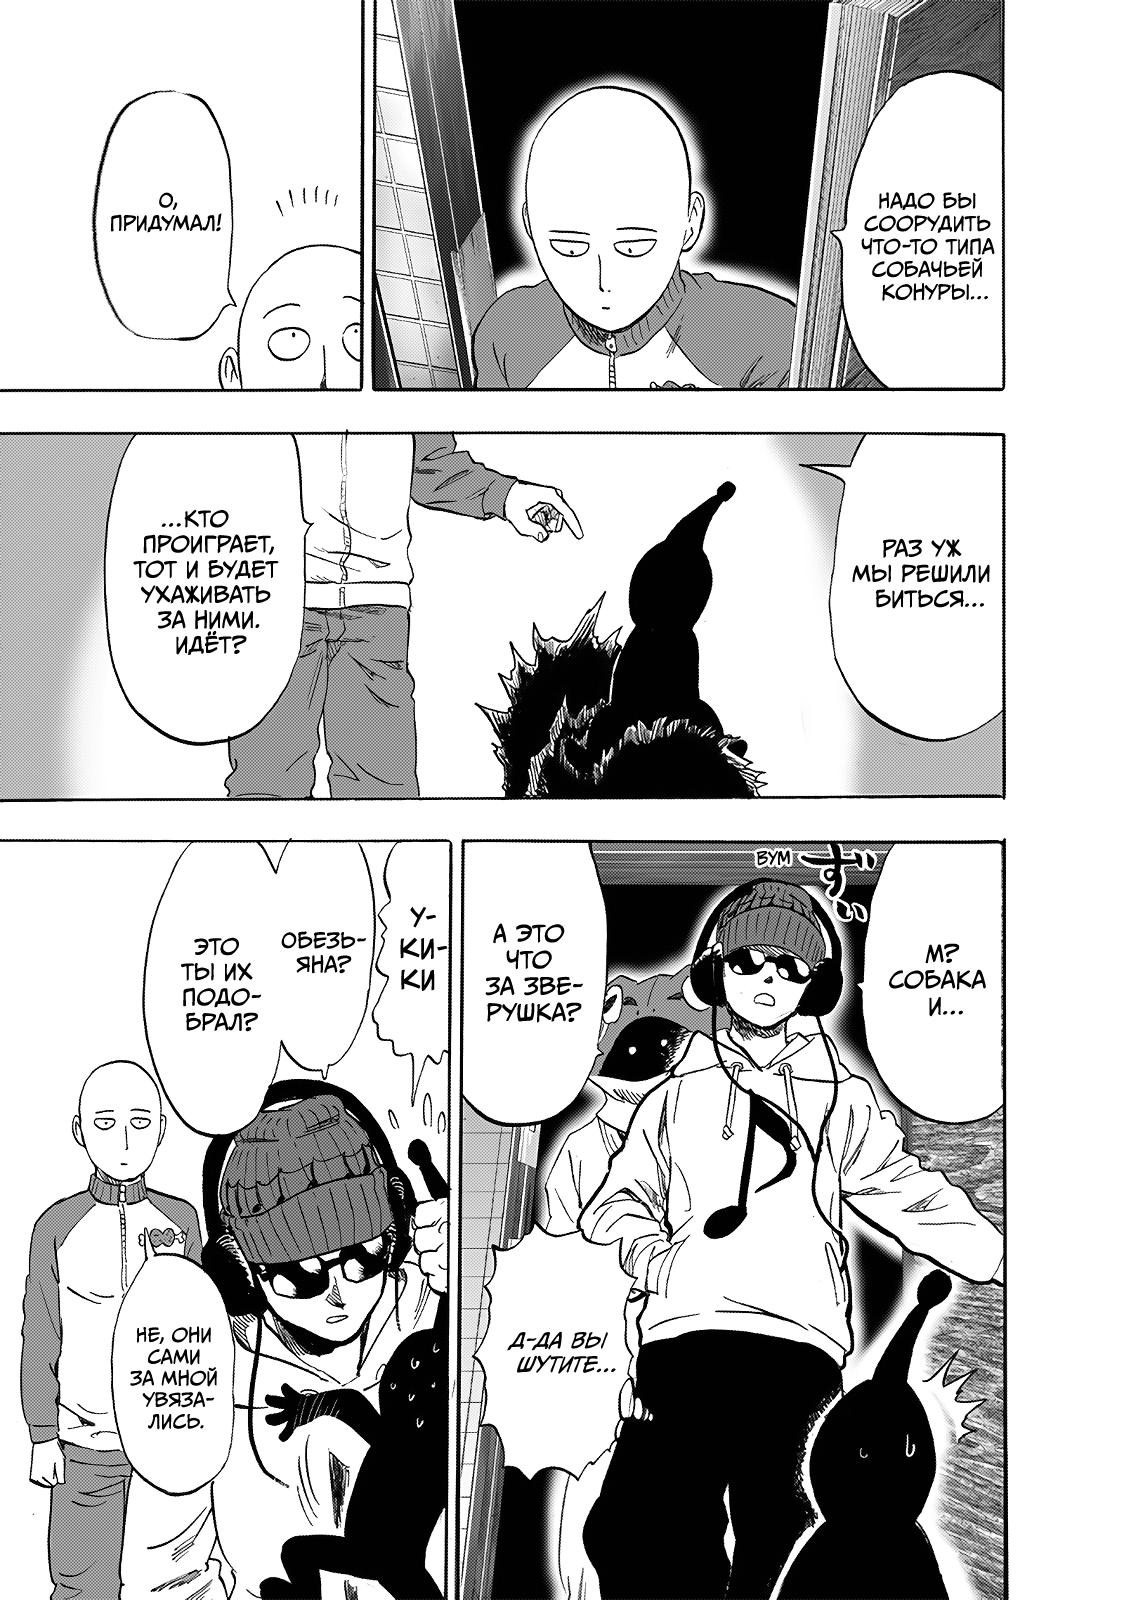 НАДО БЫ
СООРУДИТЬ
ЧТО-ТО ТИПА
СОБАЧЬЕЙ
КОНУРЫ...
О,
ПРИДУМАЛ!
РАЗ УЖ
МЫ РЕШИЛИ
БИТЬСЯ...
...КТО
ПРОИГРАЕТ,
ТОТ И БУДЕТ
УХАЖИВАТЬ
ЗА НИМИ.
ИДЁТ?
ВУМ
ずい
М?
СОБАКА
И...
А ЭТО
ЧТО
ЗА ЗВЕ-
РУШКА?
Д-ДА ВЫ
ШУТИТЕ...
У-
КИ-
КИ
ОБЕЗЬ-
ЯНА?
ЭТО
ТЫ ИХ
ПОДО-
БРАЛ?
НЕ, ОНИ
САМИ
ЗА МНОЙ
УВЯЗА-
ЛИСЬ.